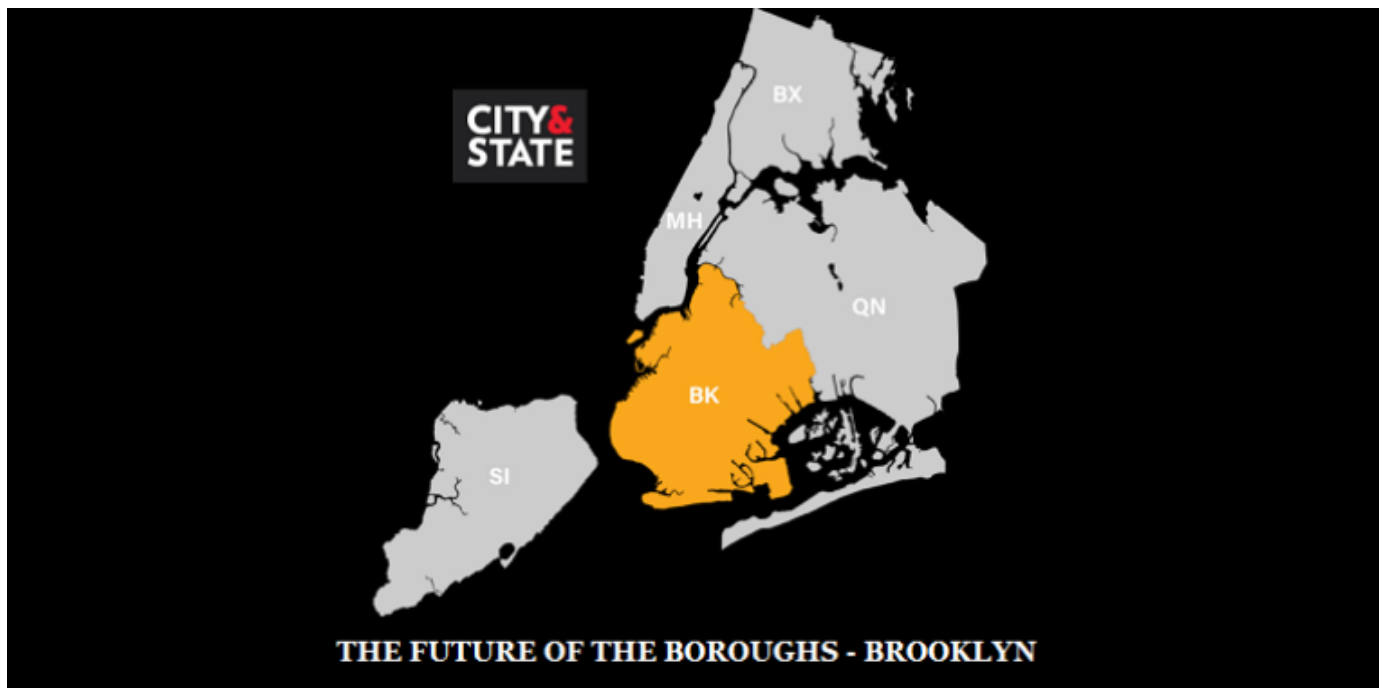 BX
CITY&
STATE
MH
QN
BK
SI
THE FUTURE OF THE BOROUGHS - BROOKLYN